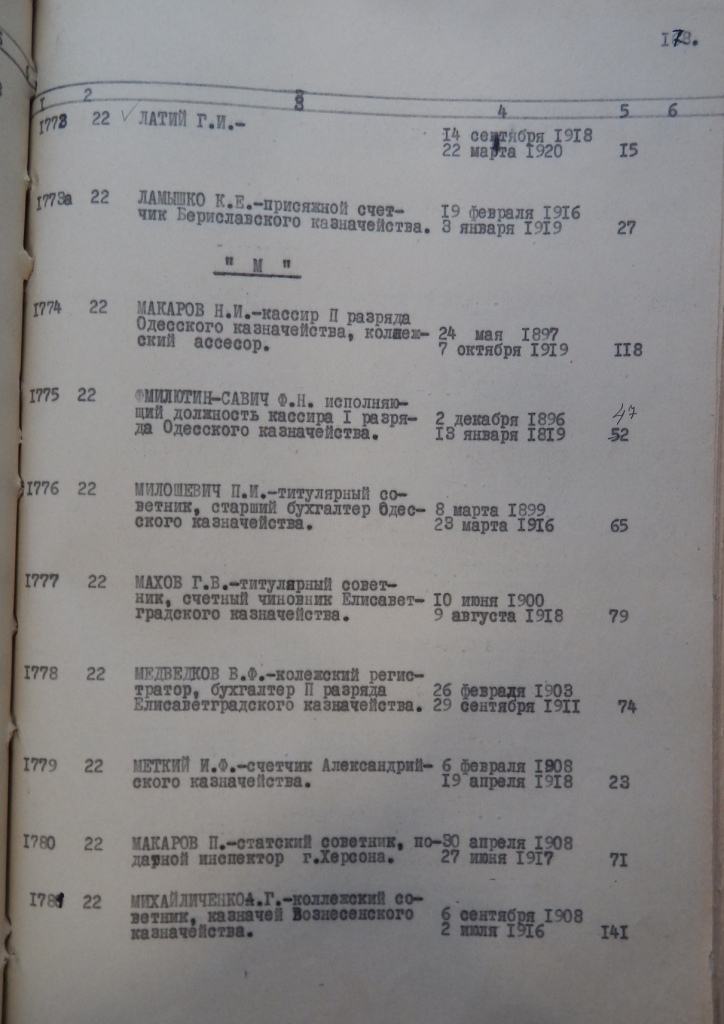 173.
1 2 3 4 5 6
1773 22 ✓ ЛАТИЙ Г.И.-
14 сентября 1918
22 марта 1920 15
1773а 22 ЛАМЫШКО К.Е.-присяжной счет- 19 февраля 1916
чик Бериславского казначейства. 3 января 1919 27
" М "
1774 22 МАКАРОВ Н.И.-кассир П разряда
Одесского казначейства, коллеж- 24 мая 1897
ский ассесор. 7 октября 1919 118
1775 22 МИЛЮТИН-САВИЧ Ф.Н. исполняю- 47
щий должность кассира I разря- 2 декабря 1896
да Одесского казначейства. 13 января 1819 52
1776 22 МИЛОШЕВИЧ П.И.-титулярный со-
ветник, старший бухгалтер Одес- 8 марта 1899
ского казначейства. 23 марта 1916 65
1777 22 МАХОВ Г.В.-титулярный совет-
ник, счетный чиновник Елисавет- 10 июня 1900
градского казначейства. 9 августа 1918 79
1778 22 МЕДВЕДКОВ В.Ф.-колежский регис-
тратор, бухгалтер П разряда 26 февраля 1903
Елисаветградского казначейства. 29 сентября 1911 74
1779 22 МЕТКИЙ И.Ф.-счетчик Александрий- 6 февраля 1908
ского казначейства. 19 апреля 1918 23
1780 22 МАКАРОВ П.-статский советник, по- 30 апреля 1908
датной инспектор г.Херсона. 27 июня 1917 71
1781 22 МИХАЙЛИЧЕНКО А.Г.-коллежский со-
ветник, казначей Вознесенского 6 сентября 1908
казначейства. 2 июля 1916 141